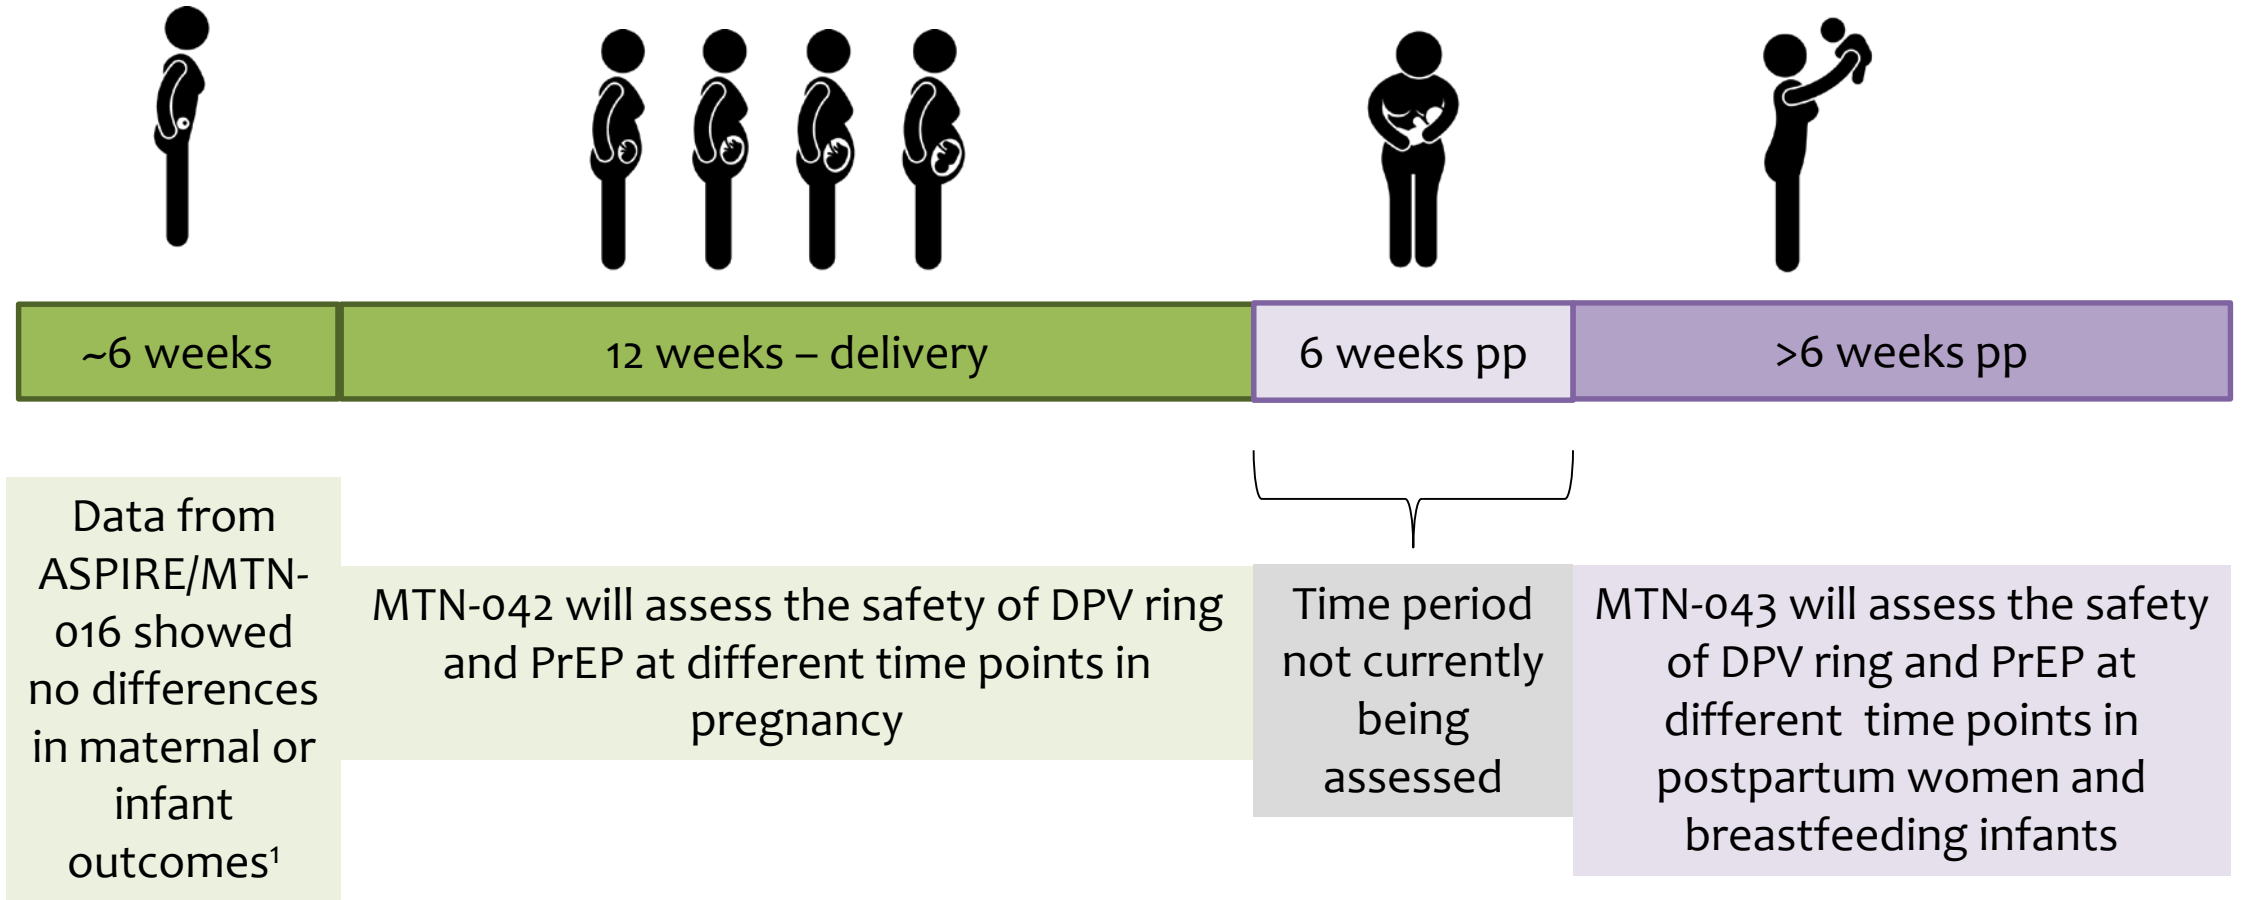 ~6 weeks
12 weeks – delivery
6 weeks pp
>6 weeks pp
Data from
ASPIRE/MTN-
016 showed
no differences
in maternal or
infant
outcomes¹
MTN-042 will assess the safety of DPV ring
and PrEP at different time points in
pregnancy
Time period
not currently
being
assessed
MTN-043 will assess the safety
of DPV ring and PrEP at
different  time points in
postpartum women and
breastfeeding infants